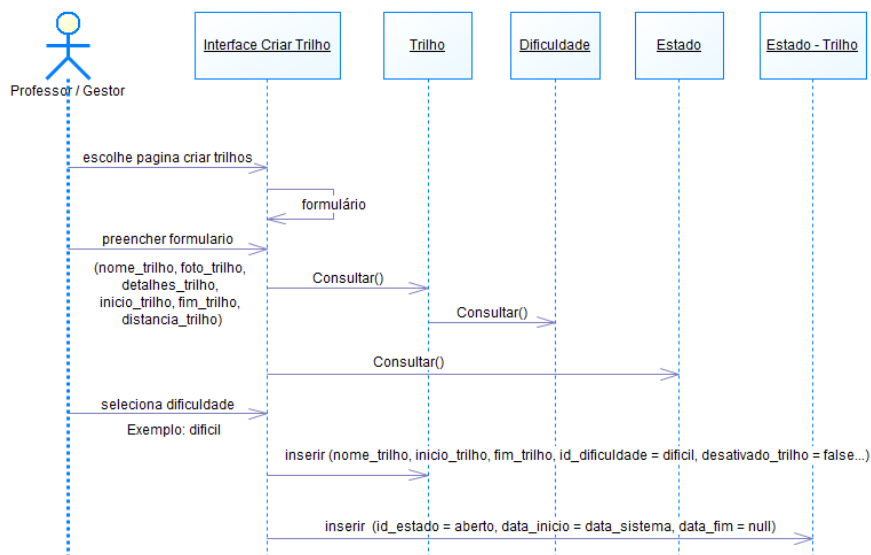 Professor / Gestor
Interface Criar Trilho
Trilho
Dificuldade
Estado
Estado - Trilho
escolhe pagina criar trilhos
formulário
preencher formulario
(nome_trilho, foto_trilho,
detalhes_trilho,
inicio_trilho, fim_trilho,
distancia_trilho)
Consultar()
Consultar()
Consultar()
seleciona dificuldade
Exemplo: dificil
inserir (nome_trilho, inicio_trilho, fim_trilho, id_dificuldade = dificil, desativado_trilho = false...)
inserir (id_estado = aberto, data_inicio = data_sistema, data_fim = null)